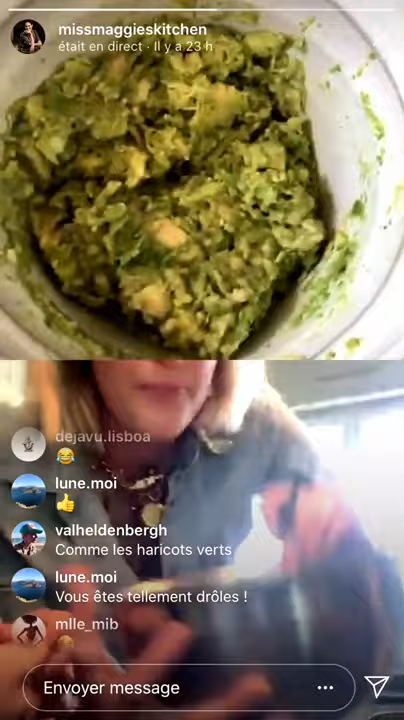 missmaggieskitchen
était en direct · Il y a 23 h
dejavu.lisboa
😂
lune.moi
👍
valheldenbergh
Comme les haricots verts
lune.moi
Vous êtes tellement drôles !
mlle_mib
Envoyer message